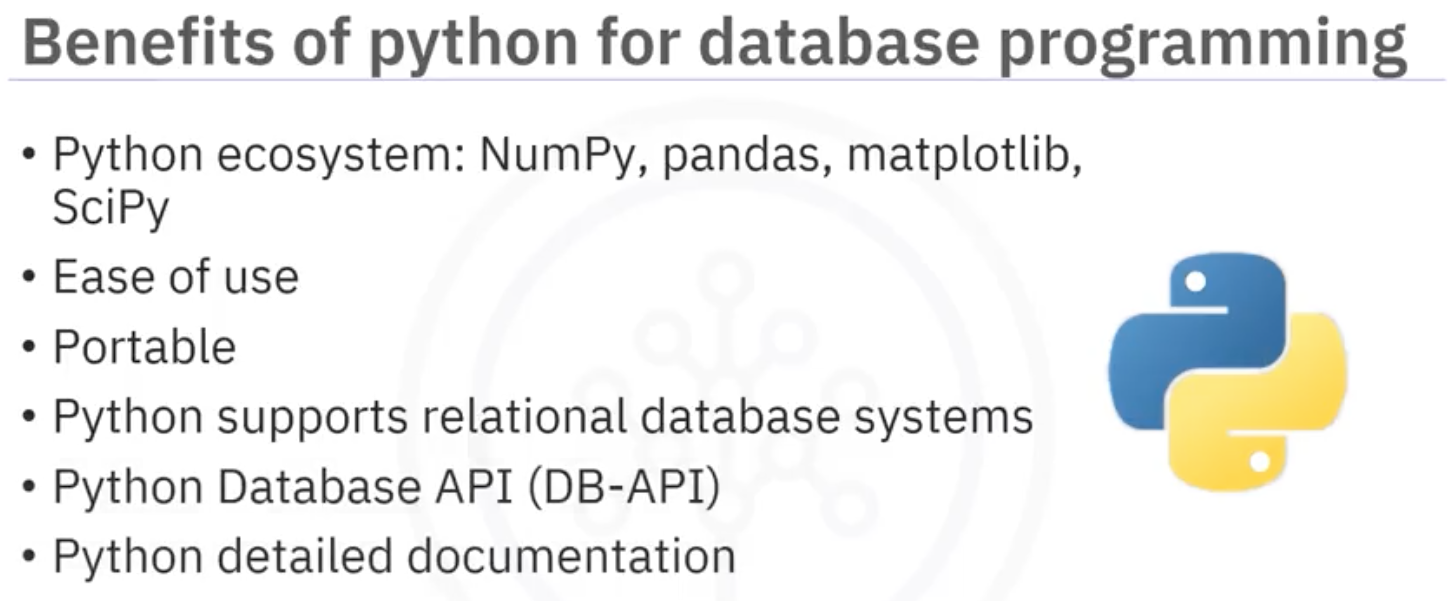 Benefits of python for database programming
• Python ecosystem: NumPy, pandas, matplotlib,
SciPy
• Ease of use
• Portable
• Python supports relational database systems
• Python Database API (DB-API)
• Python detailed documentation